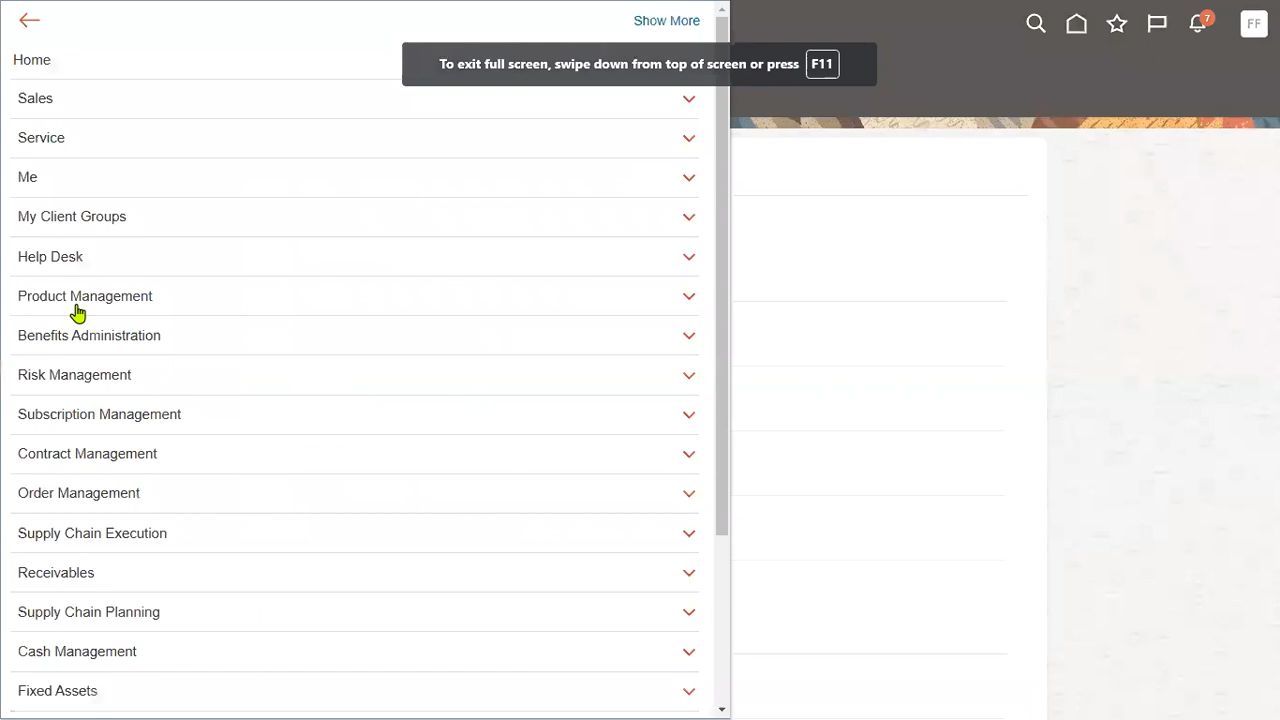 Show More
7
FF
Home
To exit full screen, swipe down from top of screen or press F11
Sales
Service
Me
My Client Groups
Help Desk
Product Management
Benefits Administration
Risk Management
Subscription Management
Contract Management
Order Management
Supply Chain Execution
Receivables
Supply Chain Planning
Cash Management
Fixed Assets